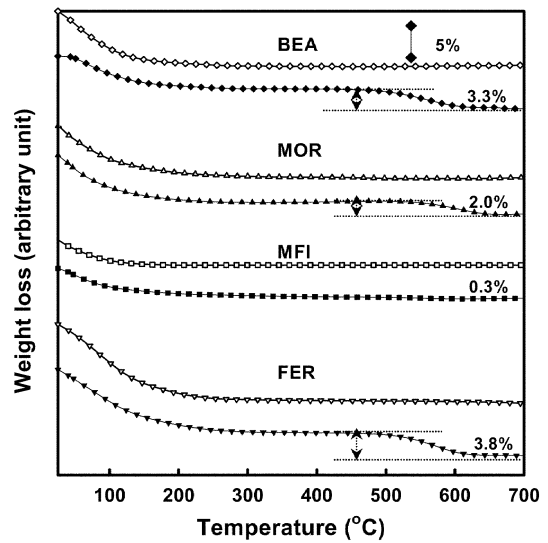 BEA
5%
3.3%
MOR
2.0%
MFI
0.3%
FER
3.8%
Weight loss (arbitrary unit)
100 200 300 400 500 600 700
Temperature (°C)